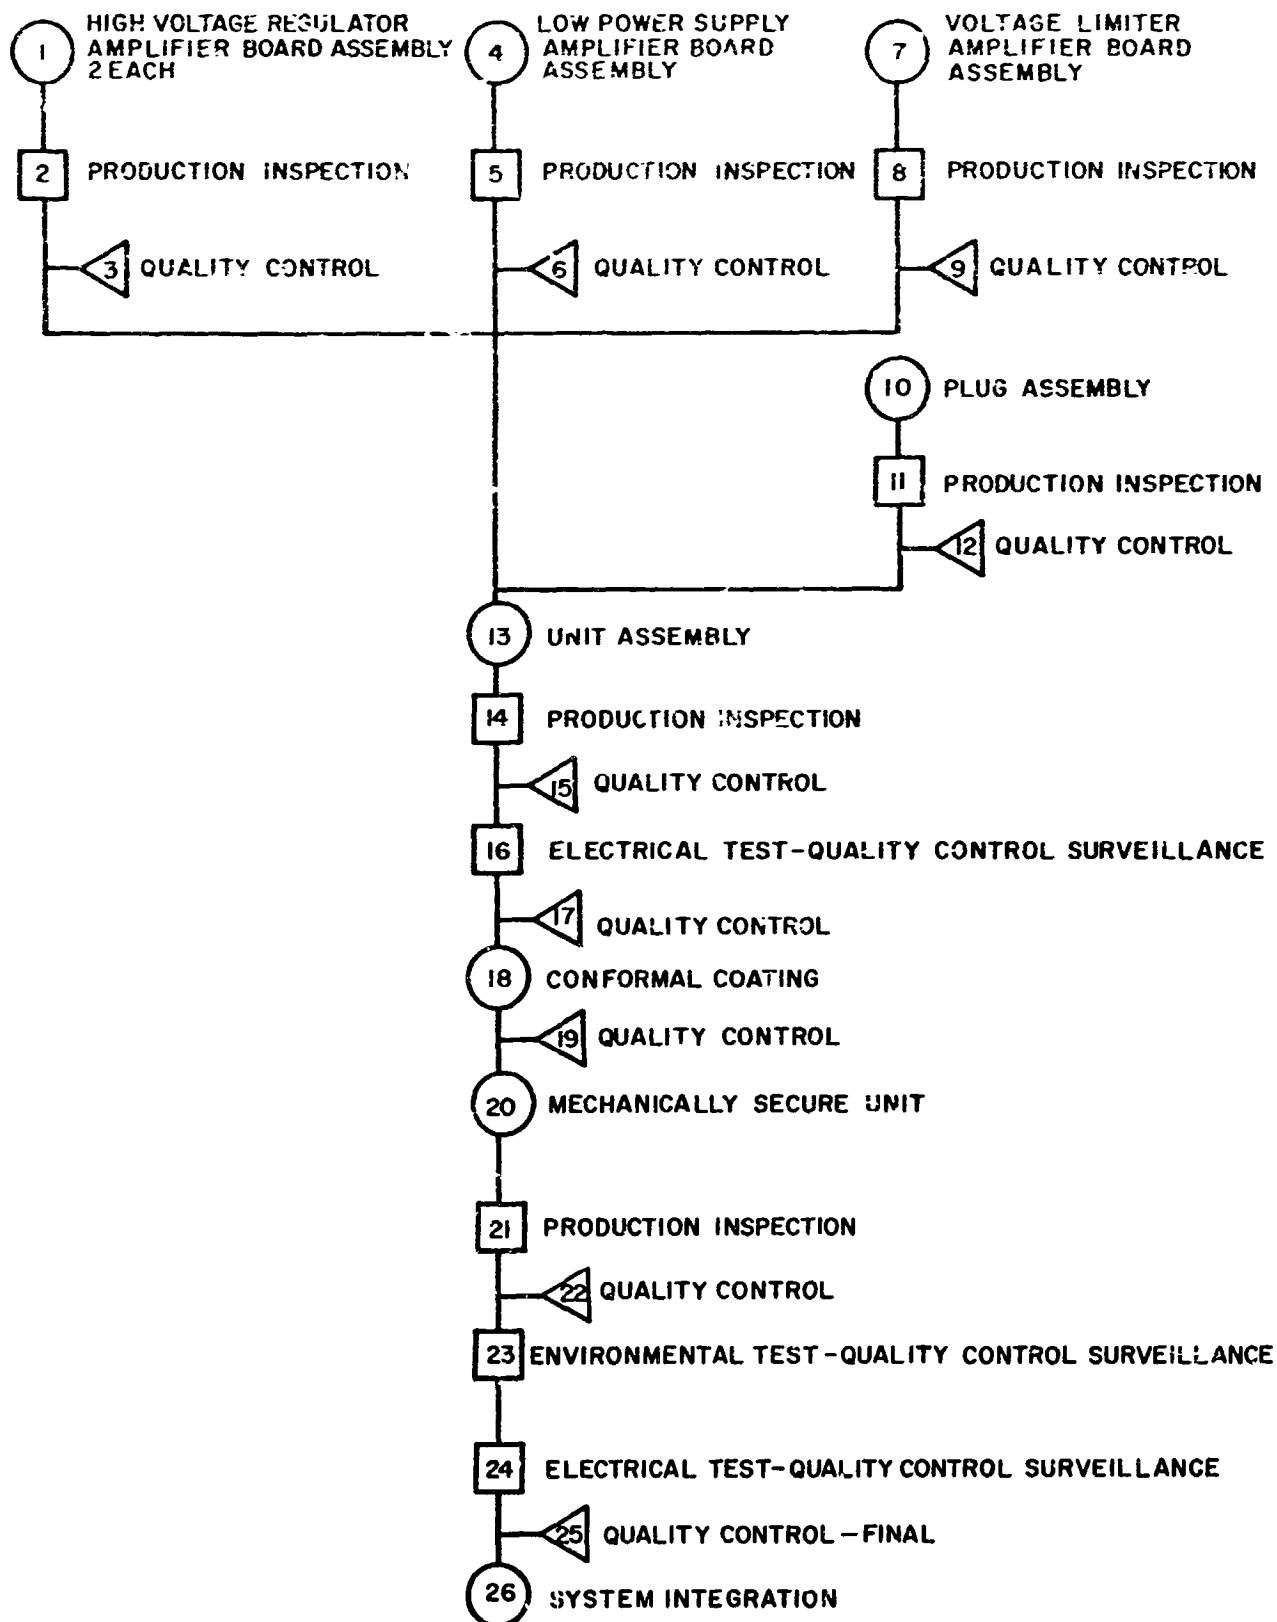 1 HIGH VOLTAGE REGULATOR
AMPLIFIER BOARD ASSEMBLY
2 EACH
4 LOW POWER SUPPLY
AMPLIFIER BOARD
ASSEMBLY
7 VOLTAGE LIMITER
AMPLIFIER BOARD
ASSEMBLY
2 PRODUCTION INSPECTION
5 PRODUCTION INSPECTION
8 PRODUCTION INSPECTION
3 QUALITY CONTROL
6 QUALITY CONTROL
9 QUALITY CONTROL
10 PLUG ASSEMBLY
11 PRODUCTION INSPECTION
12 QUALITY CONTROL
13 UNIT ASSEMBLY
14 PRODUCTION INSPECTION
15 QUALITY CONTROL
16 ELECTRICAL TEST-QUALITY CONTROL SURVEILLANCE
17 QUALITY CONTROL
18 CONFORMAL COATING
19 QUALITY CONTROL
20 MECHANICALLY SECURE UNIT
21 PRODUCTION INSPECTION
22 QUALITY CONTROL
23 ENVIRONMENTAL TEST-QUALITY CONTROL SURVEILLANCE
24 ELECTRICAL TEST-QUALITY CONTROL SURVEILLANCE
25 QUALITY CONTROL-FINAL
26 SYSTEM INTEGRATION